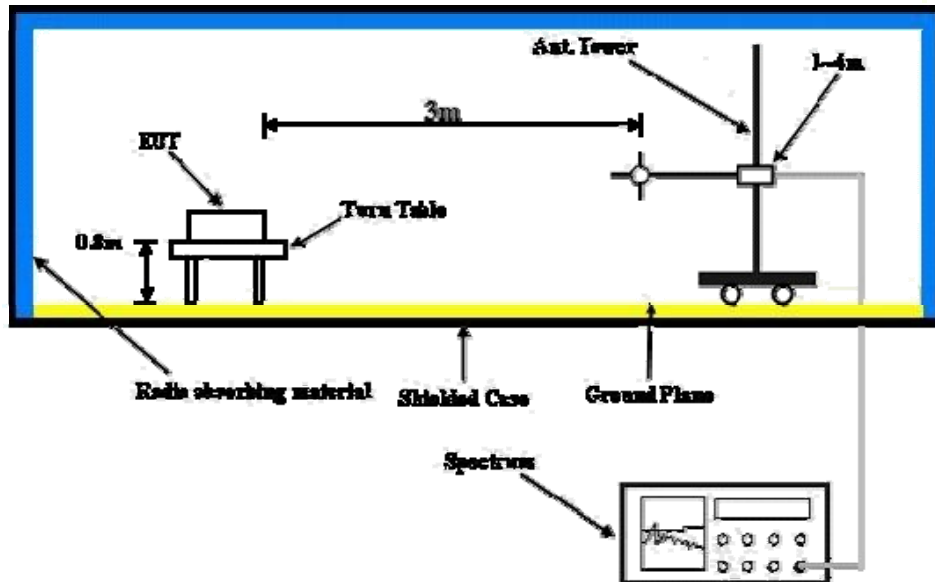 Ant. Tower
1-4m
3m
EUT
Turn Table
0.8m
Radio absorbing material
Shielded Case
Ground Plane
Spectrum